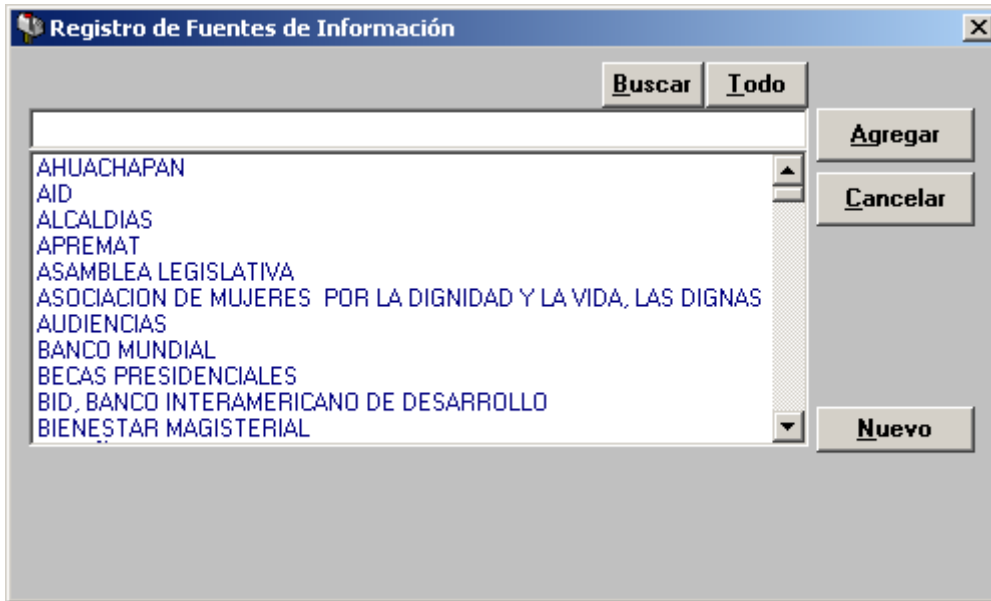 Registro de Fuentes de Información
Buscar Todo
Agregar
Cancelar
AHUACHAPAN
AID
ALCALDIAS
APREMAT
ASAMBLEA LEGISLATIVA
ASOCIACION DE MUJERES  POR LA DIGNIDAD Y LA VIDA, LAS DIGNAS
AUDIENCIAS
BANCO MUNDIAL
BECAS PRESIDENCIALES
BID, BANCO INTERAMERICANO DE DESARROLLO
BIENESTAR MAGISTERIAL
Nuevo